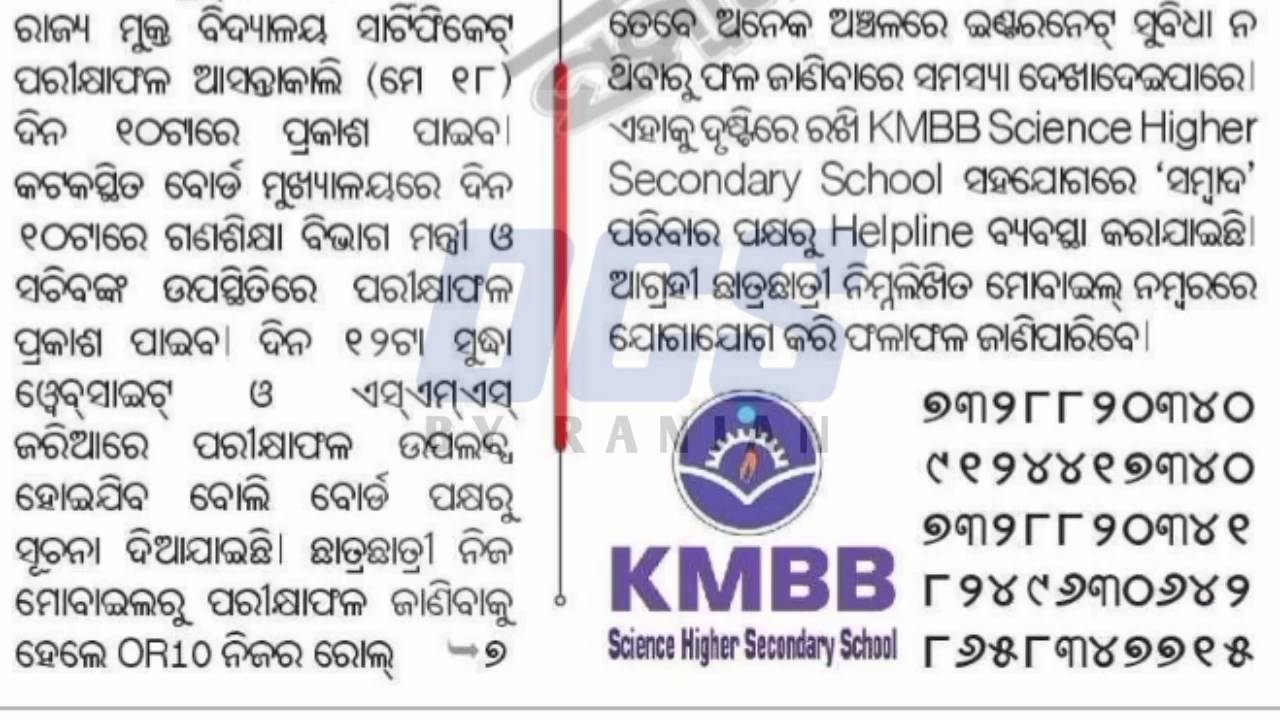 ରାଜ୍ୟ ମୁକ୍ତ ବିଦ୍ୟାଳୟ ସାର୍ଟିଫିକେଟ୍
ପରୀକ୍ଷାଫଳ ଆସନ୍ତାକାଲି (ମେ ୧୮)
ଦିନ ୧୦ଟାରେ ପ୍ରକାଶ ପାଇବ।
କଟକସ୍ଥିତ ବୋର୍ଡ ମୁଖ୍ୟାଳୟରେ ଦିନ
୧୦ଟାରେ ଗଣଶିକ୍ଷା ବିଭାଗ ମନ୍ତ୍ରୀ ଓ
ସଚିବଙ୍କ ଉପସ୍ଥିତିରେ ପରୀକ୍ଷାଫଳ
ପ୍ରକାଶ ପାଇବ। ଦିନ ୧୨ଟା ସୁଦ୍ଧା
ୱେବ୍‌ସାଇଟ୍ ଓ ଏସ୍‌ଏମ୍‌ଏସ୍
ଜରିଆରେ ପରୀକ୍ଷାଫଳ ଉପଲବ୍ଧ
ହୋଇଯିବ ବୋଲି ବୋର୍ଡ ପକ୍ଷରୁ
ସୂଚନା ଦିଆଯାଇଛି। ଛାତ୍ରଛାତ୍ରୀ ନିଜ
ମୋବାଇଲରୁ ପରୀକ୍ଷାଫଳ ଜାଣିବାକୁ
ହେଲେ OR10 ନିଜର ରୋଲ୍ ➥୭
ତେବେ ଅନେକ ଅଞ୍ଚଳରେ ଇଣ୍ଟରନେଟ୍ ସୁବିଧା ନ
ଥିବାରୁ ଫଳ ଜାଣିବାରେ ସମସ୍ୟା ଦେଖାଦେଇପାରେ।
ଏହାକୁ ଦୃଷ୍ଟିରେ ରଖି KMBB Science Higher
Secondary School ସହଯୋଗରେ ‘ସମ୍ବାଦ’
ପରିବାର ପକ୍ଷରୁ Helpline ବ୍ୟବସ୍ଥା କରାଯାଇଛି।
ଆଗ୍ରହୀ ଛାତ୍ରଛାତ୍ରୀ ନିମ୍ନଲିଖିତ ମୋବାଇଲ୍ ନମ୍ବରରେ
ଯୋଗାଯୋଗ କରି ଫଳାଫଳ ଜାଣିପାରିବେ।
KMBB
Science Higher Secondary School
୭୩୨୮୮୨୦୩୪୦
୯୧୨୪୪୧୭୩୪୦
୭୩୨୮୮୨୦୩୪୧
୮୨୪୯୬୩୦୬୪୨
୮୬୫୮୩୪୭୭୧୫
OCS
BY RANJAN